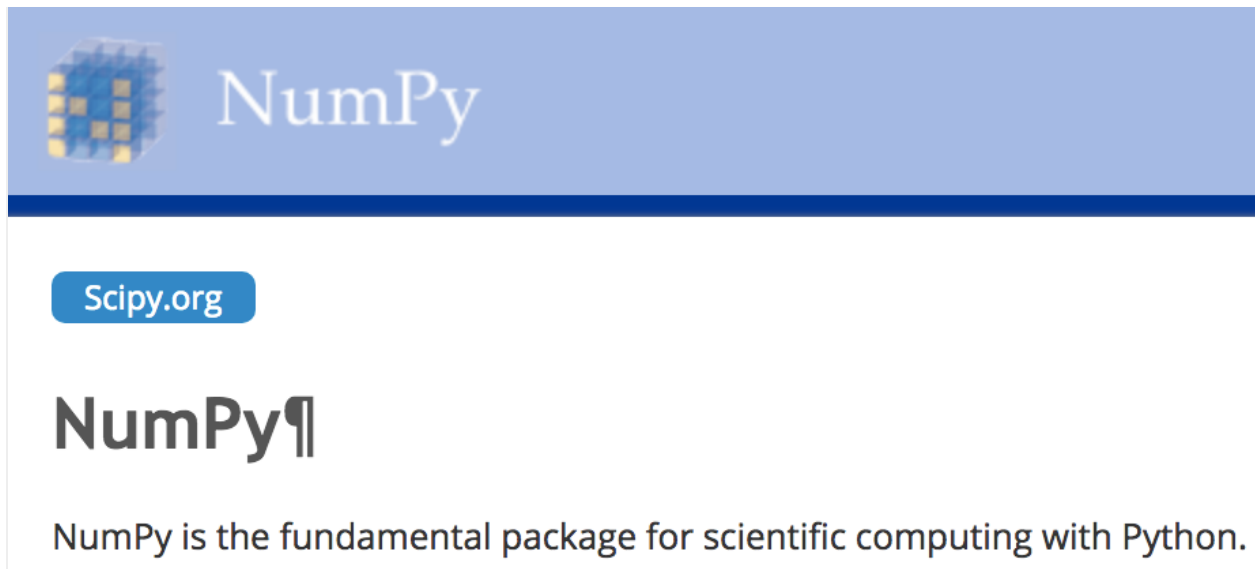 NumPy
Scipy.org
NumPy¶
NumPy is the fundamental package for scientific computing with Python.